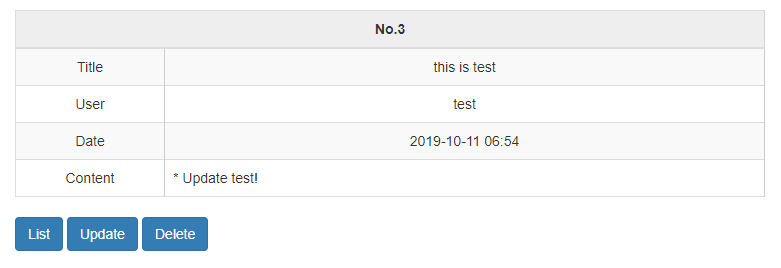 No.3
Title this is test
User test
Date 2019-10-11 06:54
Content * Update test!
List Update Delete